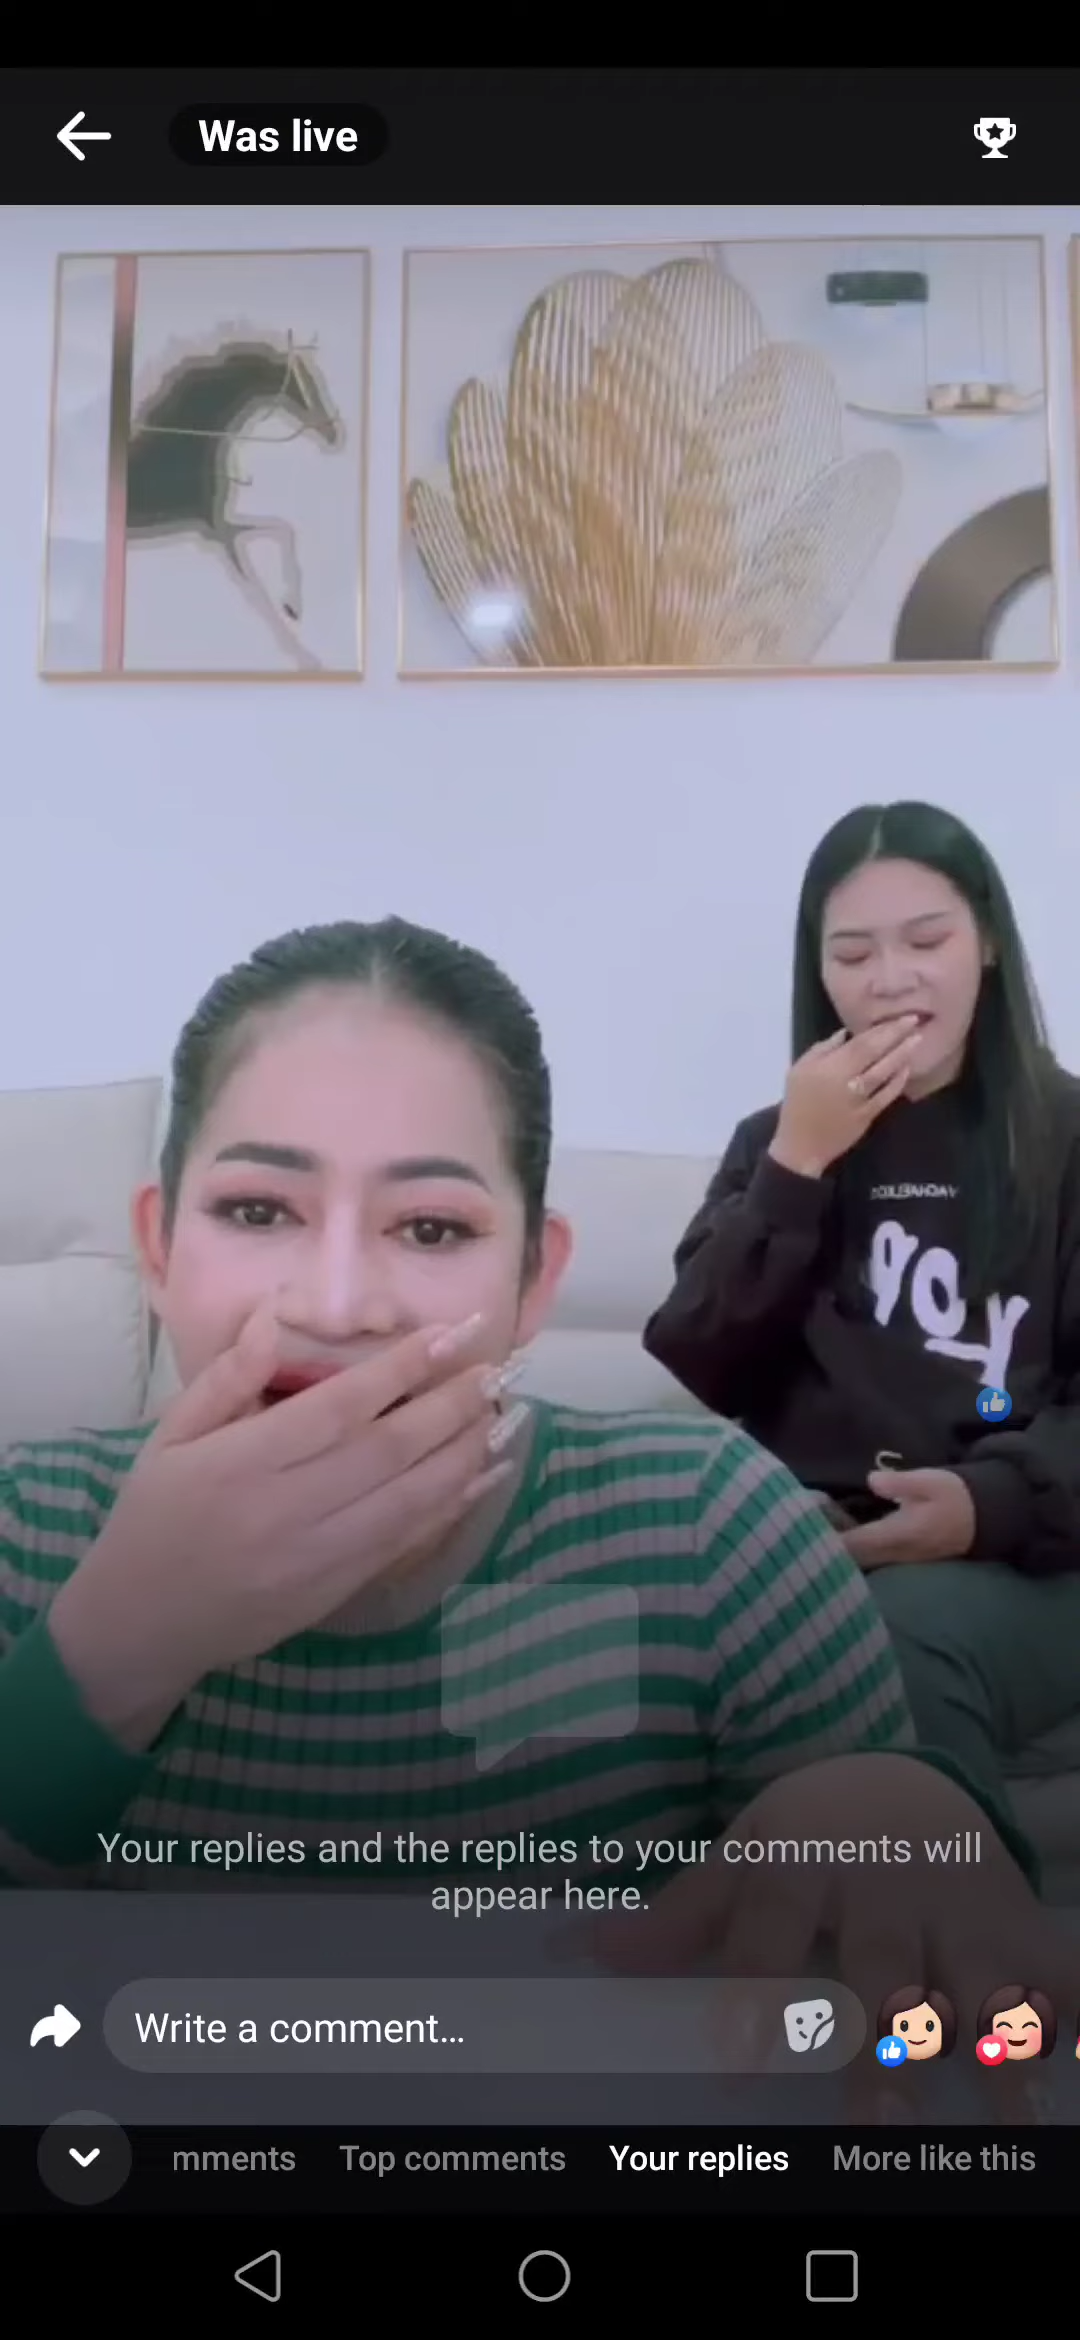 Was live
Your replies and the replies to your comments will
appear here.
Write a comment...
mments
Top comments
Your replies
More like this